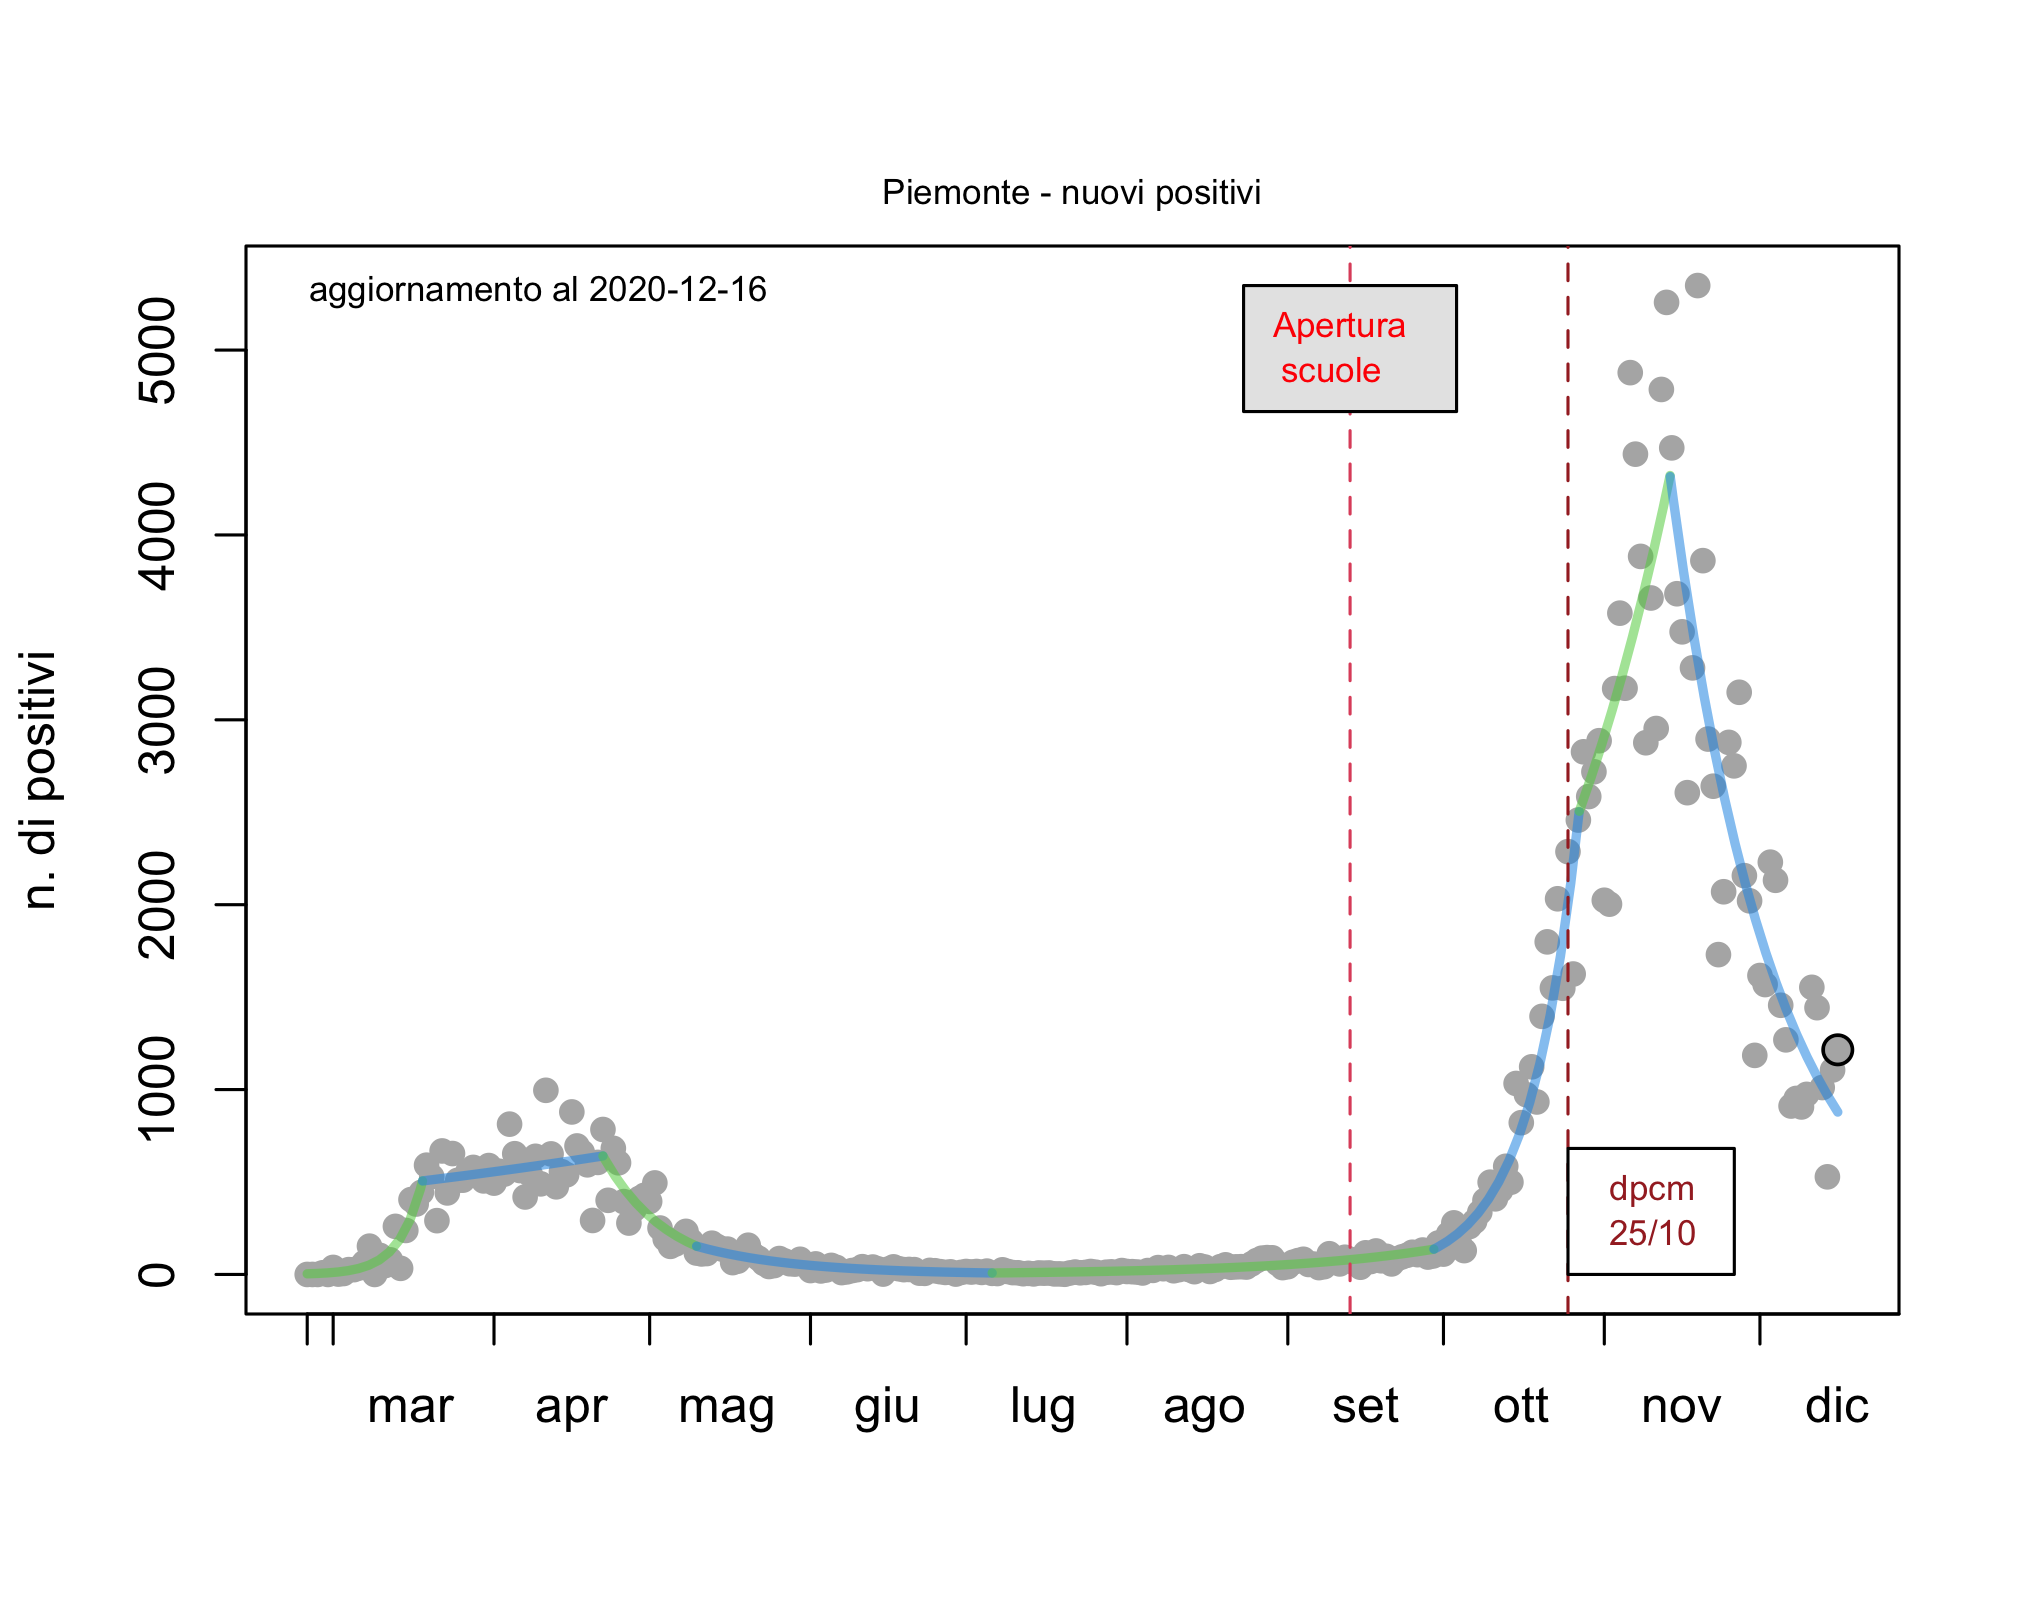 Piemonte - nuovi positivi
aggiornamento al 2020-12-16
Apertura
scuole
n. di positivi
5000
4000
3000
2000
1000
0
dpcm
25/10
mar apr mag giu lug ago set ott nov dic